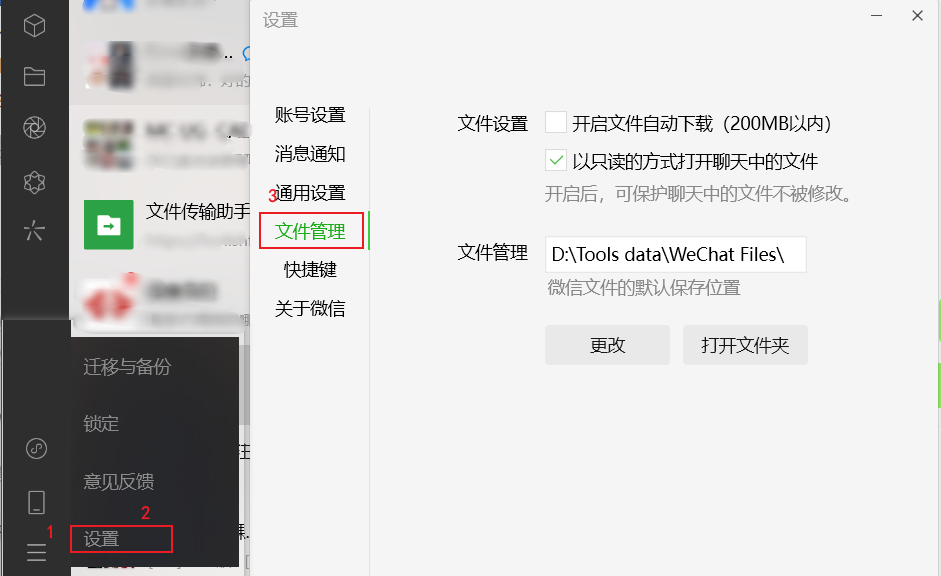 设置
账号设置
消息通知
3
通用设置
文件管理
快捷键
关于微信
文件设置
开启文件自动下载（200MB以内）
以只读的方式打开聊天中的文件
开启后，可保护聊天中的文件不被修改。
文件管理
D:\Tools data\WeChat Files\
微信文件的默认保存位置
更改
打开文件夹
文件传输助手
迁移与备份
锁定
意见反馈
2
设置
1